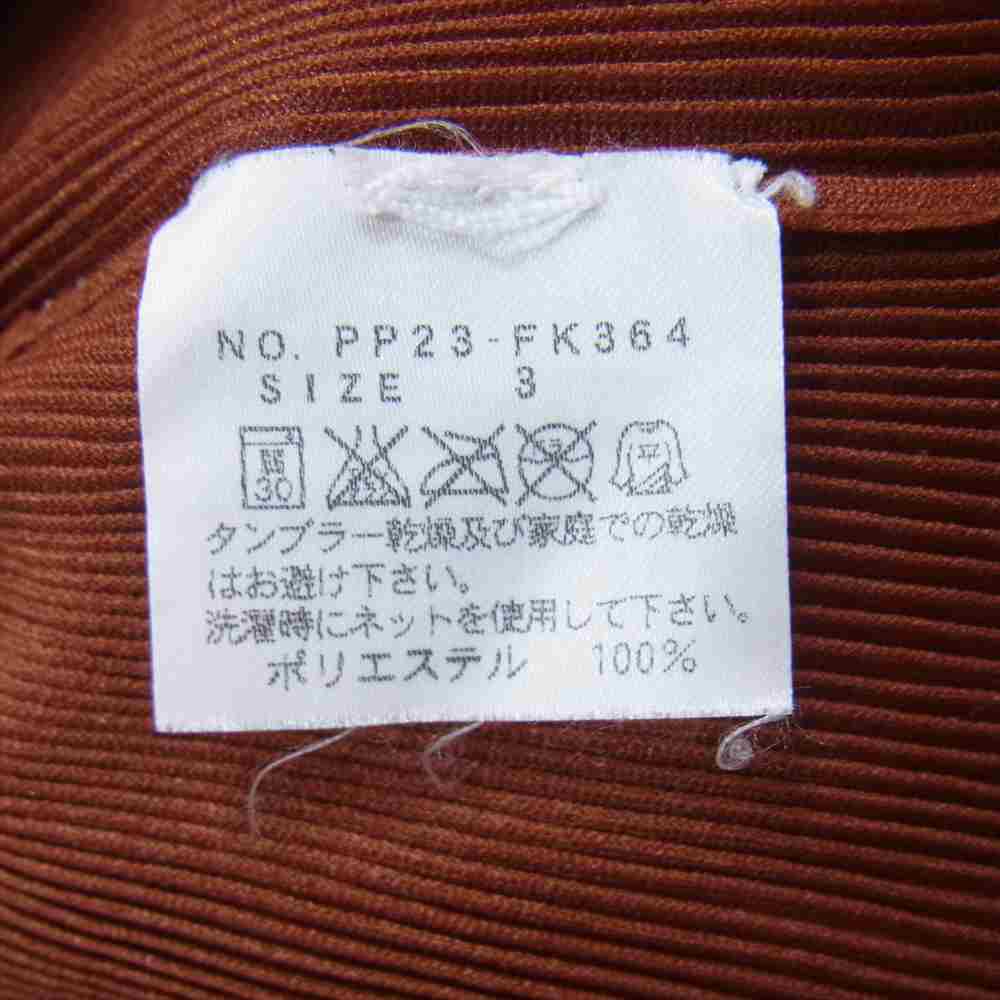 NO. PP23-FK364
SIZE 3
30 平
タンブラー乾燥及び家庭での乾燥
はお避け下さい。
洗濯時にネットを使用して下さい。
ポリエステル 100%